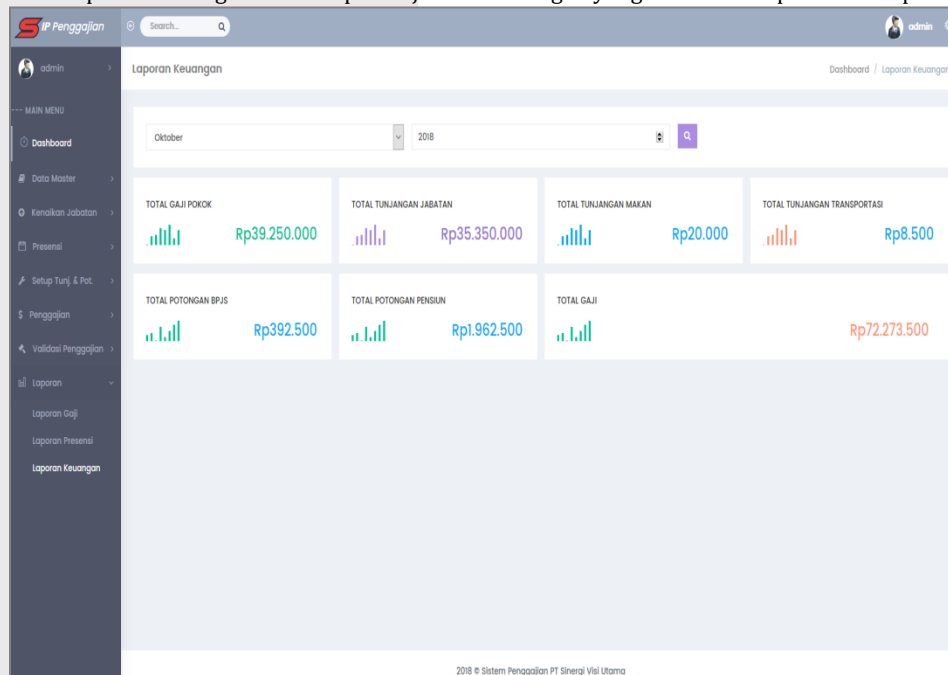 IP Penggajian
Search...
admin
admin
Laporan Keuangan
Dashboard / Laporan Keuangan
--- MAIN MENU
Dashboard
Data Master
Kenaikan Jabatan
Presensi
Setup Tunj. & Pot.
$ Penggajian
Validasi Penggajian
Laporan
Laporan Gaji
Laporan Presensi
Laporan Keuangan
Oktober
2018
TOTAL GAJI POKOK
Rp39.250.000
TOTAL TUNJANGAN JABATAN
Rp35.350.000
TOTAL TUNJANGAN MAKAN
Rp20.000
TOTAL TUNJANGAN TRANSPORTASI
Rp8.500
TOTAL POTONGAN BPJS
Rp392.500
TOTAL POTONGAN PENSIUN
Rp1.962.500
TOTAL GAJI
Rp72.273.500
2018 © Sistem Penggajian PT Sinergi Visi Utama